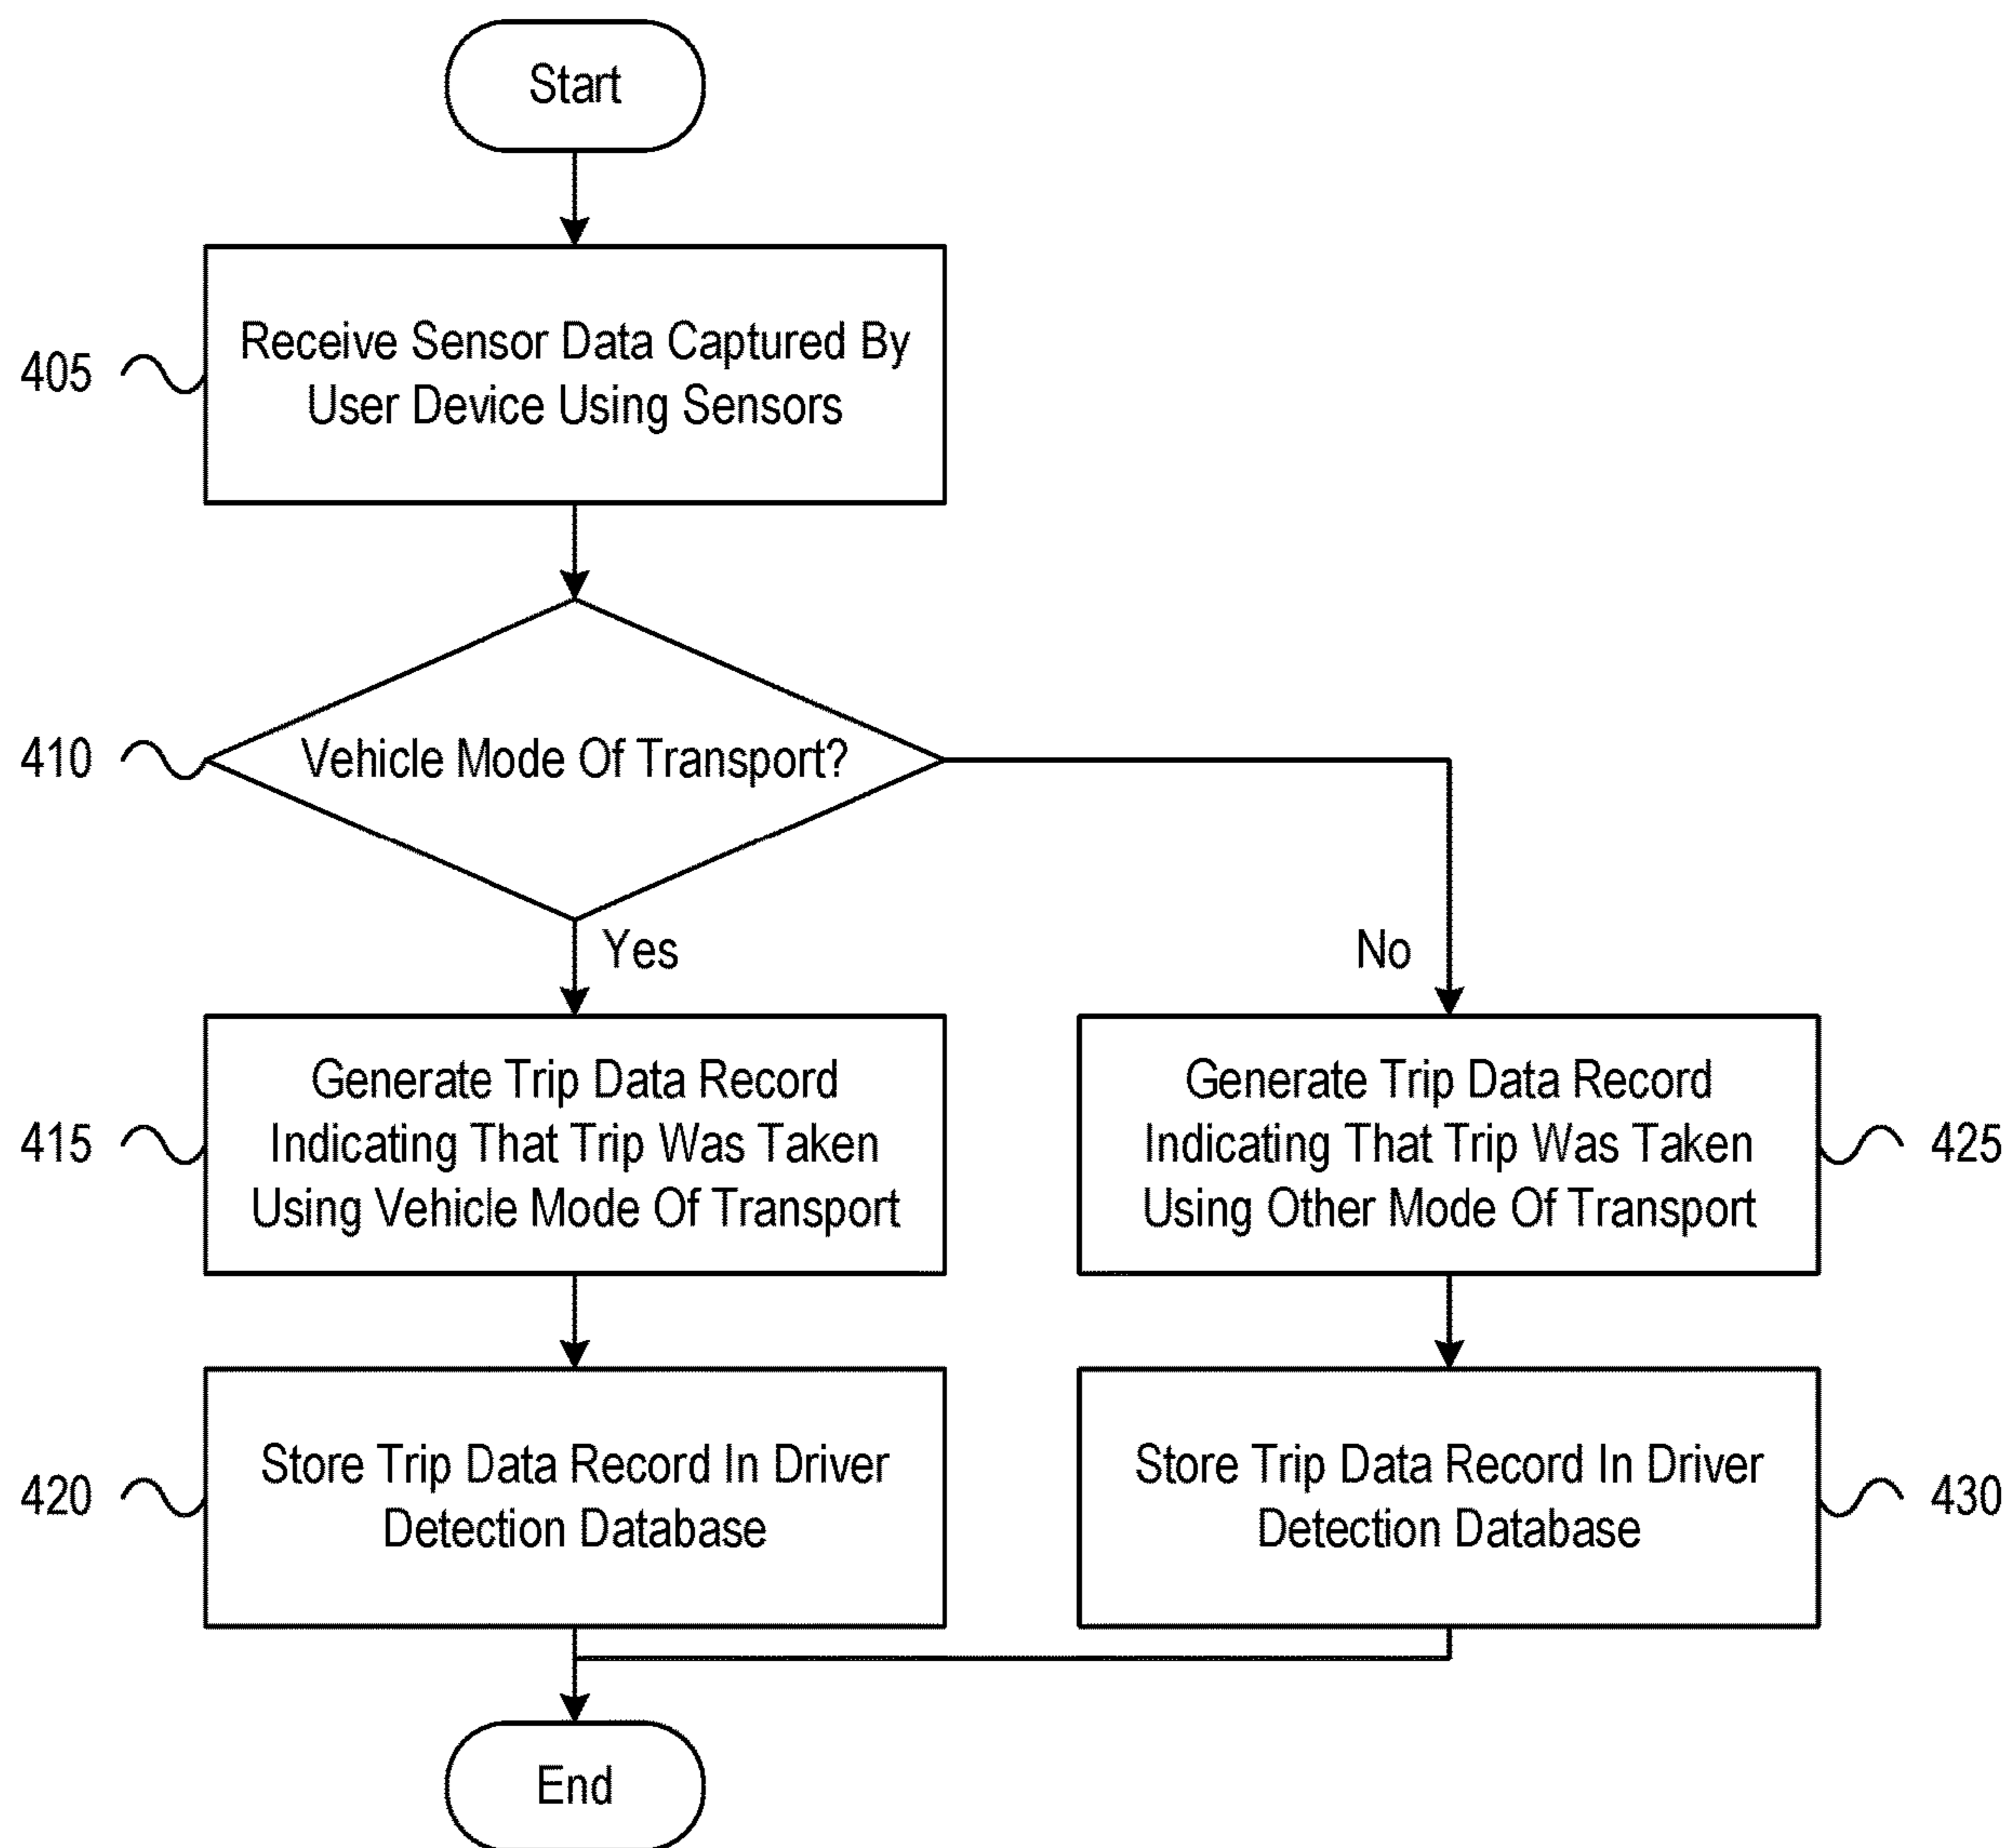 Start
405
Receive Sensor Data Captured By
User Device Using Sensors
410
Vehicle Mode Of Transport?
Yes
No
415
Generate Trip Data Record
Indicating That Trip Was Taken
Using Vehicle Mode Of Transport
Generate Trip Data Record
Indicating That Trip Was Taken
Using Other Mode Of Transport
425
420
Store Trip Data Record In Driver
Detection Database
Store Trip Data Record In Driver
Detection Database
430
End